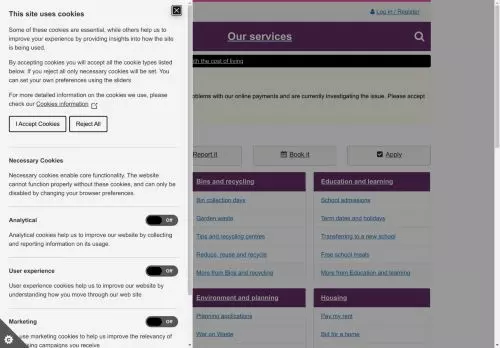 This site uses cookies
Some of these cookies are essential, while others help us to
improve your experience by providing insights into how the site
is being used.
By accepting cookies you will accept all the cookie types listed
below. If you reject all only necessary cookies will be set. You
can set your own preferences using the sliders
For more detailed information on the cookies we use, please
check our Cookies information
I Accept Cookies
Reject All
Necessary Cookies
Necessary cookies enable core functionality. The website
cannot function properly without these cookies, and can only be
disabled by changing your browser preferences.
Analytical
Off
Analytical cookies help us to improve our website by collecting
and reporting information on its usage.
User experience
Off
User experience cookies help us to improve our website by
understanding how you move through our web site
Marketing
Off
use marketing cookies to help us improve the relevancy of
campaigns you receive
Log in / Register
Our services
with the cost of living
problems with our online payments and are currently investigating the issue. Please accept
Report it
Book it
Apply
Bins and recycling
Bin collection days
Garden waste
Tips and recycling centres
Reduce, reuse and recycle
More from Bins and recycling
Education and learning
School admissions
Term dates and holidays
Transferring to a new school
Free school meals
More from Education and learning
Environment and planning
Planning applications
War on Waste
Housing
Pay my rent
Bid for a home